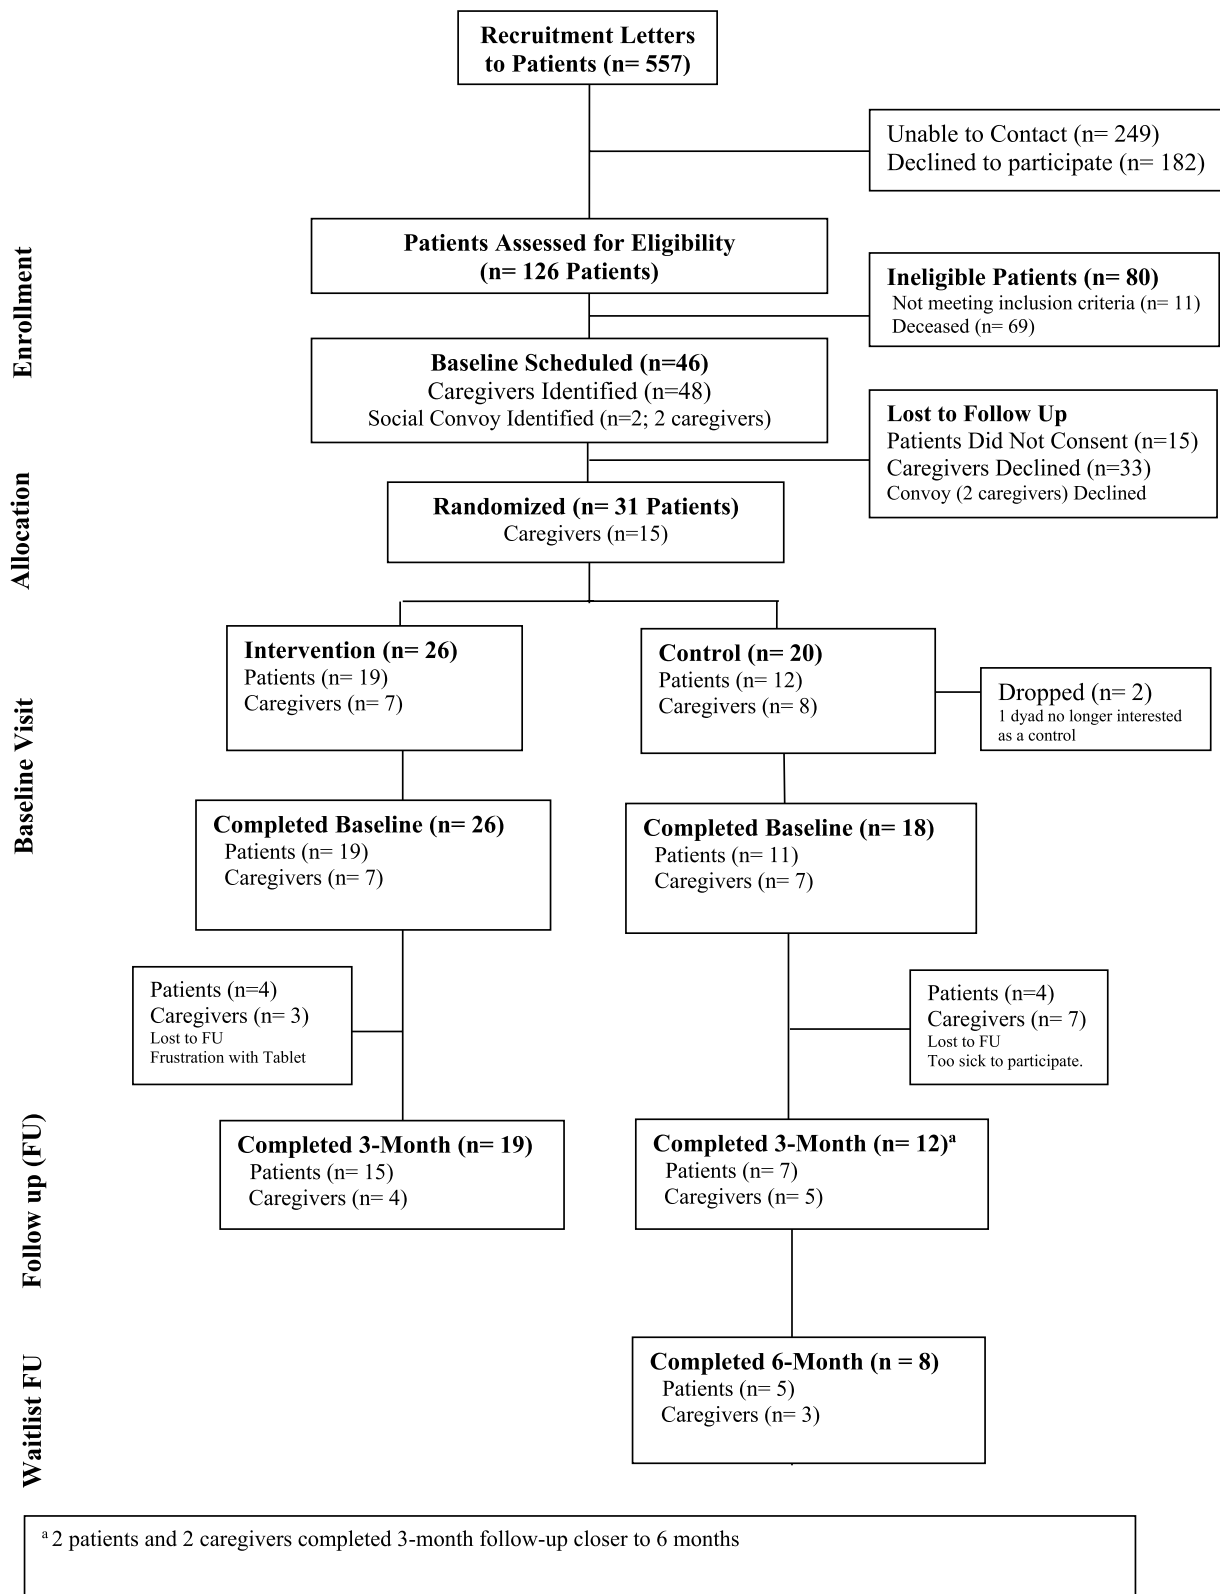 Recruitment Letters
to Patients (n= 557)
Unable to Contact (n= 249)
Declined to participate (n= 182)
Enrollment
Patients Assessed for Eligibility
(n= 126 Patients)
Ineligible Patients (n= 80)
Not meeting inclusion criteria (n= 11)
Deceased (n= 69)
Baseline Scheduled (n=46)
Caregivers Identified (n=48)
Social Convoy Identified (n=2; 2 caregivers)
Lost to Follow Up
Patients Did Not Consent (n=15)
Caregivers Declined (n=33)
Convoy (2 caregivers) Declined
Allocation
Randomized (n= 31 Patients)
Caregivers (n=15)
Baseline Visit
Intervention (n= 26)
Patients (n= 19)
Caregivers (n= 7)
Control (n= 20)
Patients (n= 12)
Caregivers (n= 8)
Dropped (n= 2)
1 dyad no longer interested
as a control
Completed Baseline (n= 26)
Patients (n= 19)
Caregivers (n= 7)
Completed Baseline (n= 18)
Patients (n= 11)
Caregivers (n= 7)
Patients (n=4)
Caregivers (n= 3)
Lost to FU
Frustration with Tablet
Patients (n=4)
Caregivers (n= 7)
Lost to FU
Too sick to participate.
Follow up (FU)
Completed 3-Month (n= 19)
Patients (n= 15)
Caregivers (n= 4)
Completed 3-Month (n= 12)ᵃ
Patients (n= 7)
Caregivers (n= 5)
Waitlist FU
Completed 6-Month (n = 8)
Patients (n= 5)
Caregivers (n= 3)
ᵃ 2 patients and 2 caregivers completed 3-month follow-up closer to 6 months